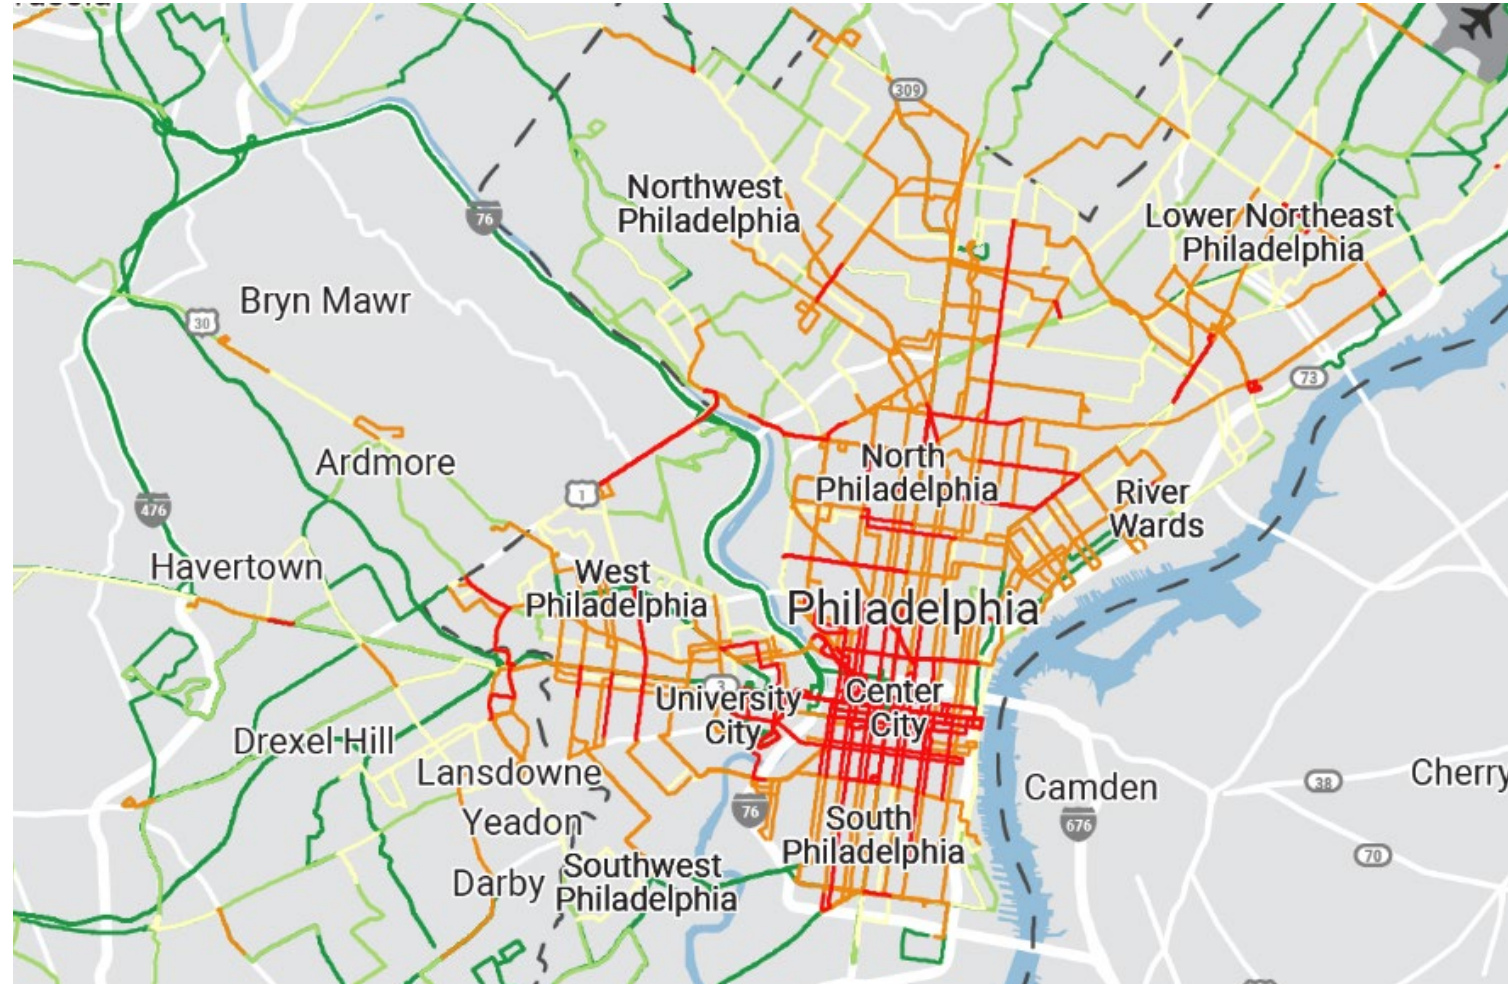 309
Northwest
Philadelphia
76
Lower Northeast
Philadelphia
Bryn Mawr
30
73
Ardmore
North
Philadelphia
1
River
Wards
476
Havertown
West
Philadelphia
Philadelphia
3
University
City
Center
City
Drexel Hill
Lansdowne
Camden
38
Cherry
76
676
Yeadon
South
Philadelphia
70
Darby
Southwest
Philadelphia